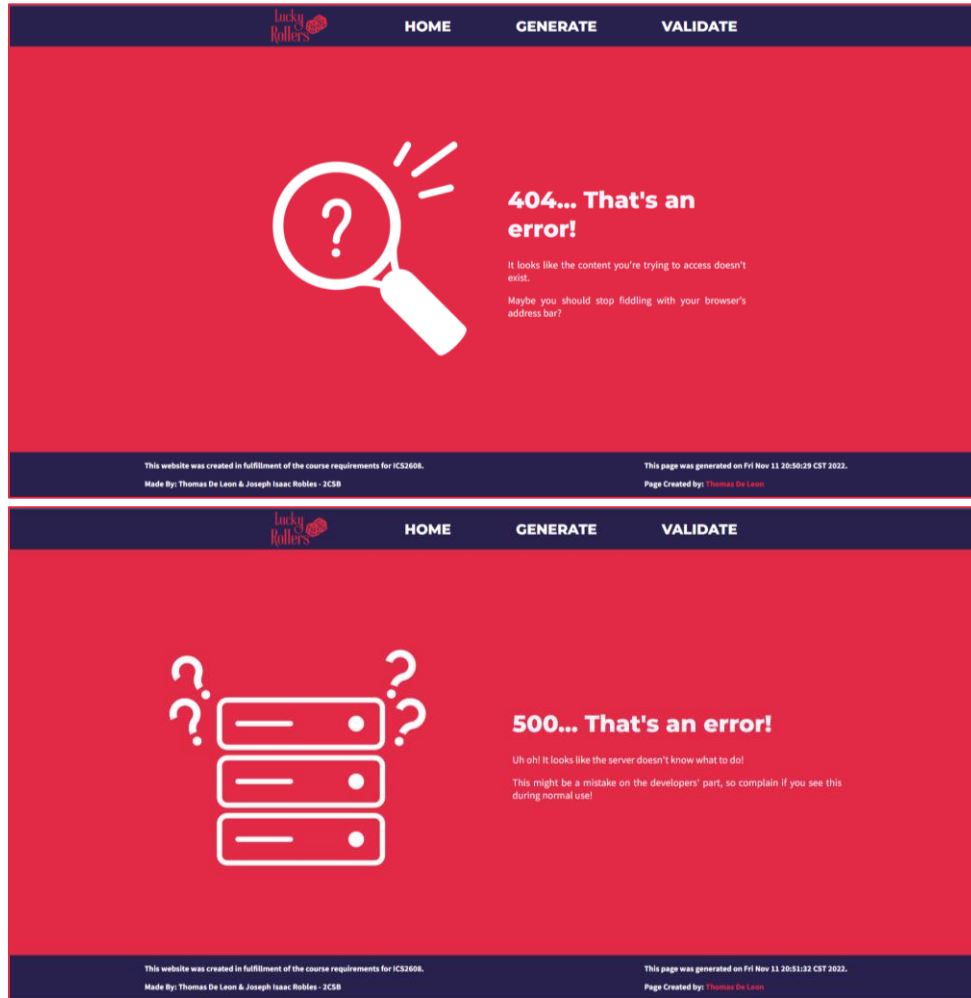 Lucky
Rollers
HOME GENERATE VALIDATE
?
404... That's an
error!
It looks like the content you're trying to access doesn't
exist.
Maybe you should stop fiddling with your browser's
address bar?
This website was created in fulfillment of the course requirements for ICS2608.
Made By: Thomas De Leon & Joseph Isaac Robles - 2CSB
This page was generated on Fri Nov 11 20:50:29 CST 2022.
Page Created by: Thomas De Leon
Lucky
Rollers
HOME GENERATE VALIDATE
? ?
? ?
500... That's an error!
Uh oh! It looks like the server doesn't know what to do!
This might be a mistake on the developers' part, so complain if you see this
during normal use!
This website was created in fulfillment of the course requirements for ICS2608.
Made By: Thomas De Leon & Joseph Isaac Robles - 2CSB
This page was generated on Fri Nov 11 20:51:32 CST 2022.
Page Created by: Thomas De Leon